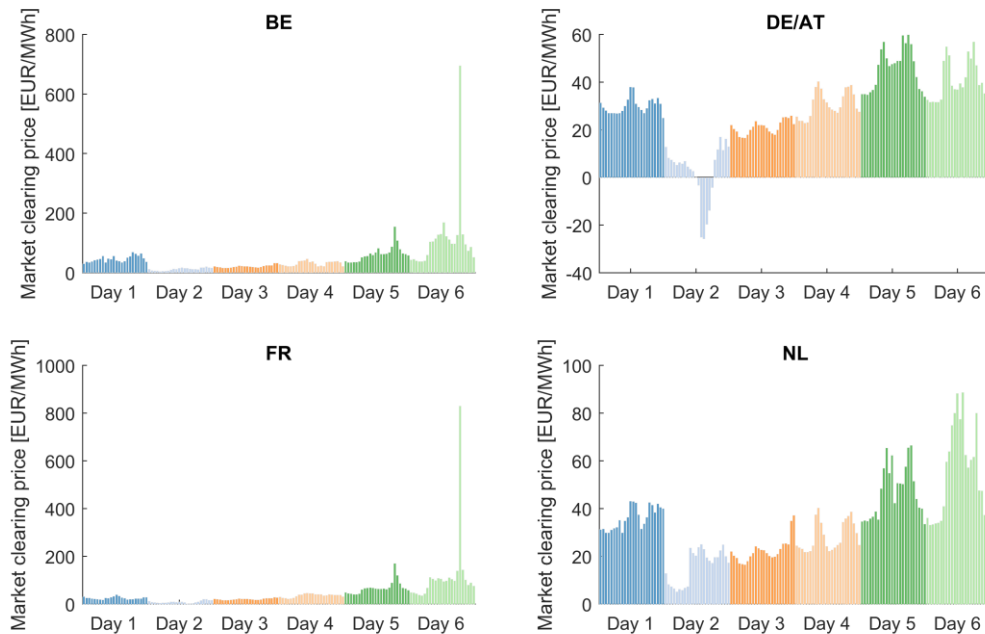 BE
Market clearing price [EUR/MWh]
800
600
400
200
0
Day 1 Day 2 Day 3 Day 4 Day 5 Day 6
DE/AT
Market clearing price [EUR/MWh]
60
40
20
0
-20
-40
Day 1 Day 2 Day 3 Day 4 Day 5 Day 6
FR
Market clearing price [EUR/MWh]
1000
800
600
400
200
0
Day 1 Day 2 Day 3 Day 4 Day 5 Day 6
NL
Market clearing price [EUR/MWh]
100
80
60
40
20
0
Day 1 Day 2 Day 3 Day 4 Day 5 Day 6